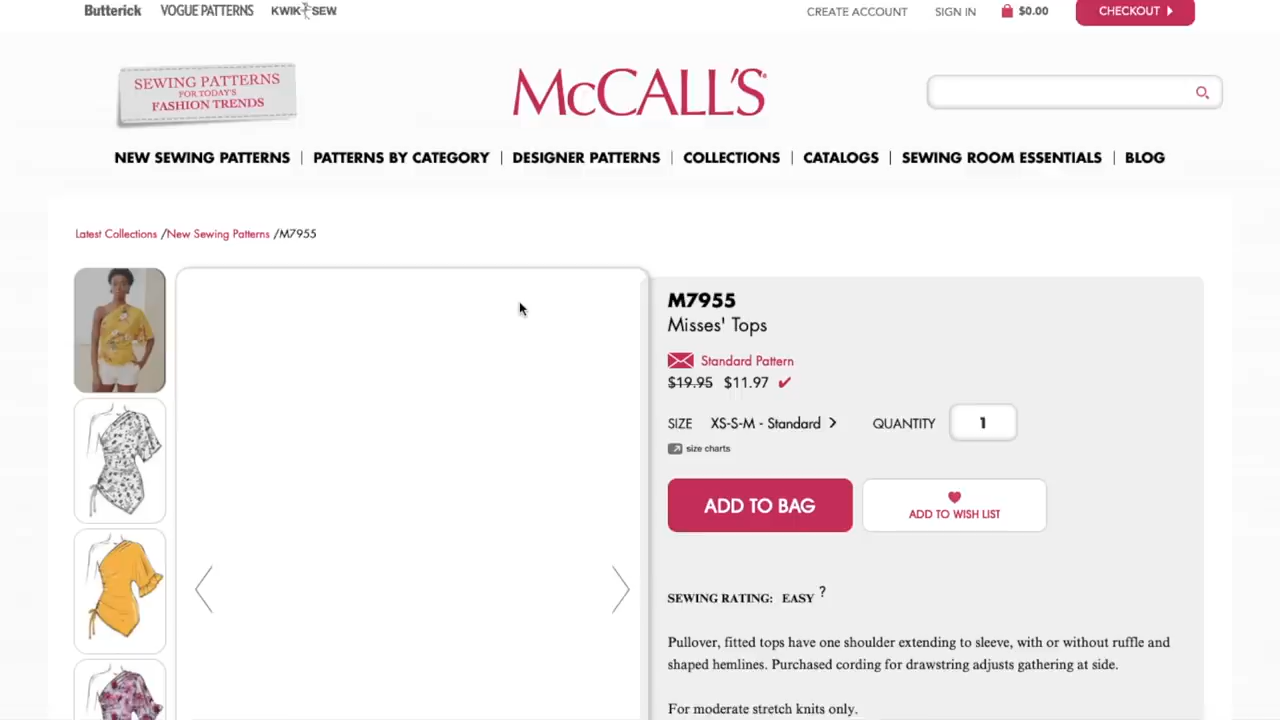 Butterick VOGUE PATTERNS KWIK SEW CREATE ACCOUNT SIGN IN $0.00 CHECKOUT
SEWING PATTERNS
FOR TODAY'S
FASHION TRENDS
McCALL'S
NEW SEWING PATTERNS | PATTERNS BY CATEGORY | DESIGNER PATTERNS | COLLECTIONS | CATALOGS | SEWING ROOM ESSENTIALS | BLOG
Latest Collections /New Sewing Patterns /M7955
M7955
Misses' Tops
Standard Pattern
$19.95 $11.97 ✔
SIZE XS-S-M - Standard > QUANTITY 1
size charts
ADD TO BAG
ADD TO WISH LIST
SEWING RATING: EASY ?
Pullover, fitted tops have one shoulder extending to sleeve, with or without ruffle and
shaped hemlines. Purchased cording for drawstring adjusts gathering at side.
For moderate stretch knits only.